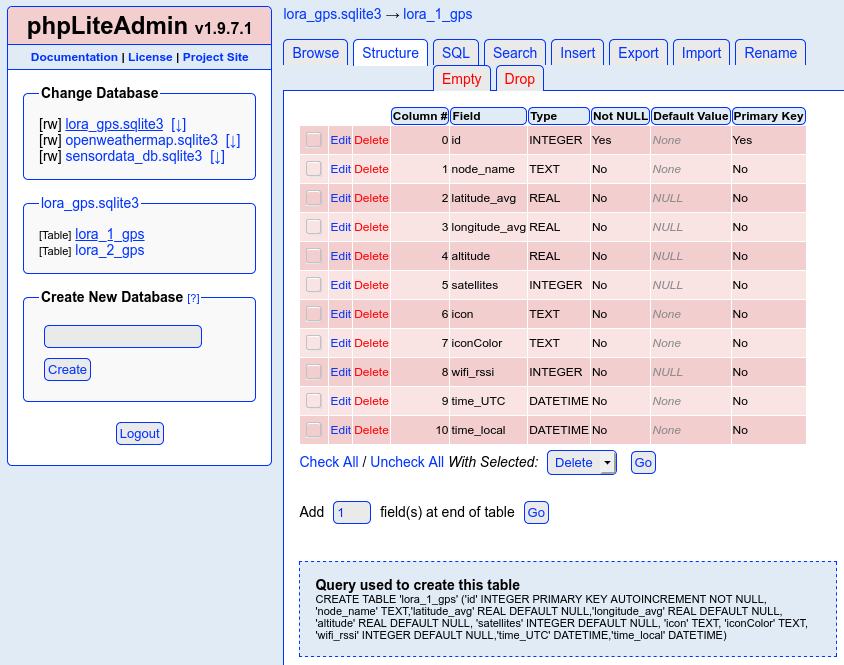 phpLiteAdmin v1.9.7.1
Documentation | License | Project Site
Change Database
[rw] lora_gps.sqlite3 [↓]
[rw] openweathermap.sqlite3 [↓]
[rw] sensordata_db.sqlite3 [↓]
lora_gps.sqlite3
[Table] lora_1_gps
[Table] lora_2_gps
Create New Database [?]
Create
Logout
lora_gps.sqlite3 → lora_1_gps
Browse Structure SQL Search Insert Export Import Rename
Empty Drop
Column # Field Type Not NULL Default Value Primary Key
Edit Delete 0 id INTEGER Yes None Yes
Edit Delete 1 node_name TEXT No None No
Edit Delete 2 latitude_avg REAL No NULL No
Edit Delete 3 longitude_avg REAL No NULL No
Edit Delete 4 altitude REAL No NULL No
Edit Delete 5 satellites INTEGER No NULL No
Edit Delete 6 icon TEXT No None No
Edit Delete 7 iconColor TEXT No None No
Edit Delete 8 wifi_rssi INTEGER No NULL No
Edit Delete 9 time_UTC DATETIME No None No
Edit Delete 10 time_local DATETIME No None No
Check All / Uncheck All With Selected: Delete Go
Add 1 field(s) at end of table Go
Query used to create this table
CREATE TABLE 'lora_1_gps' ('id' INTEGER PRIMARY KEY AUTOINCREMENT NOT NULL,
'node_name' TEXT,'latitude_avg' REAL DEFAULT NULL,'longitude_avg' REAL DEFAULT NULL,
'altitude' REAL DEFAULT NULL, 'satellites' INTEGER DEFAULT NULL, 'icon' TEXT, 'iconColor' TEXT,
'wifi_rssi' INTEGER DEFAULT NULL,'time_UTC' DATETIME,'time_local' DATETIME)